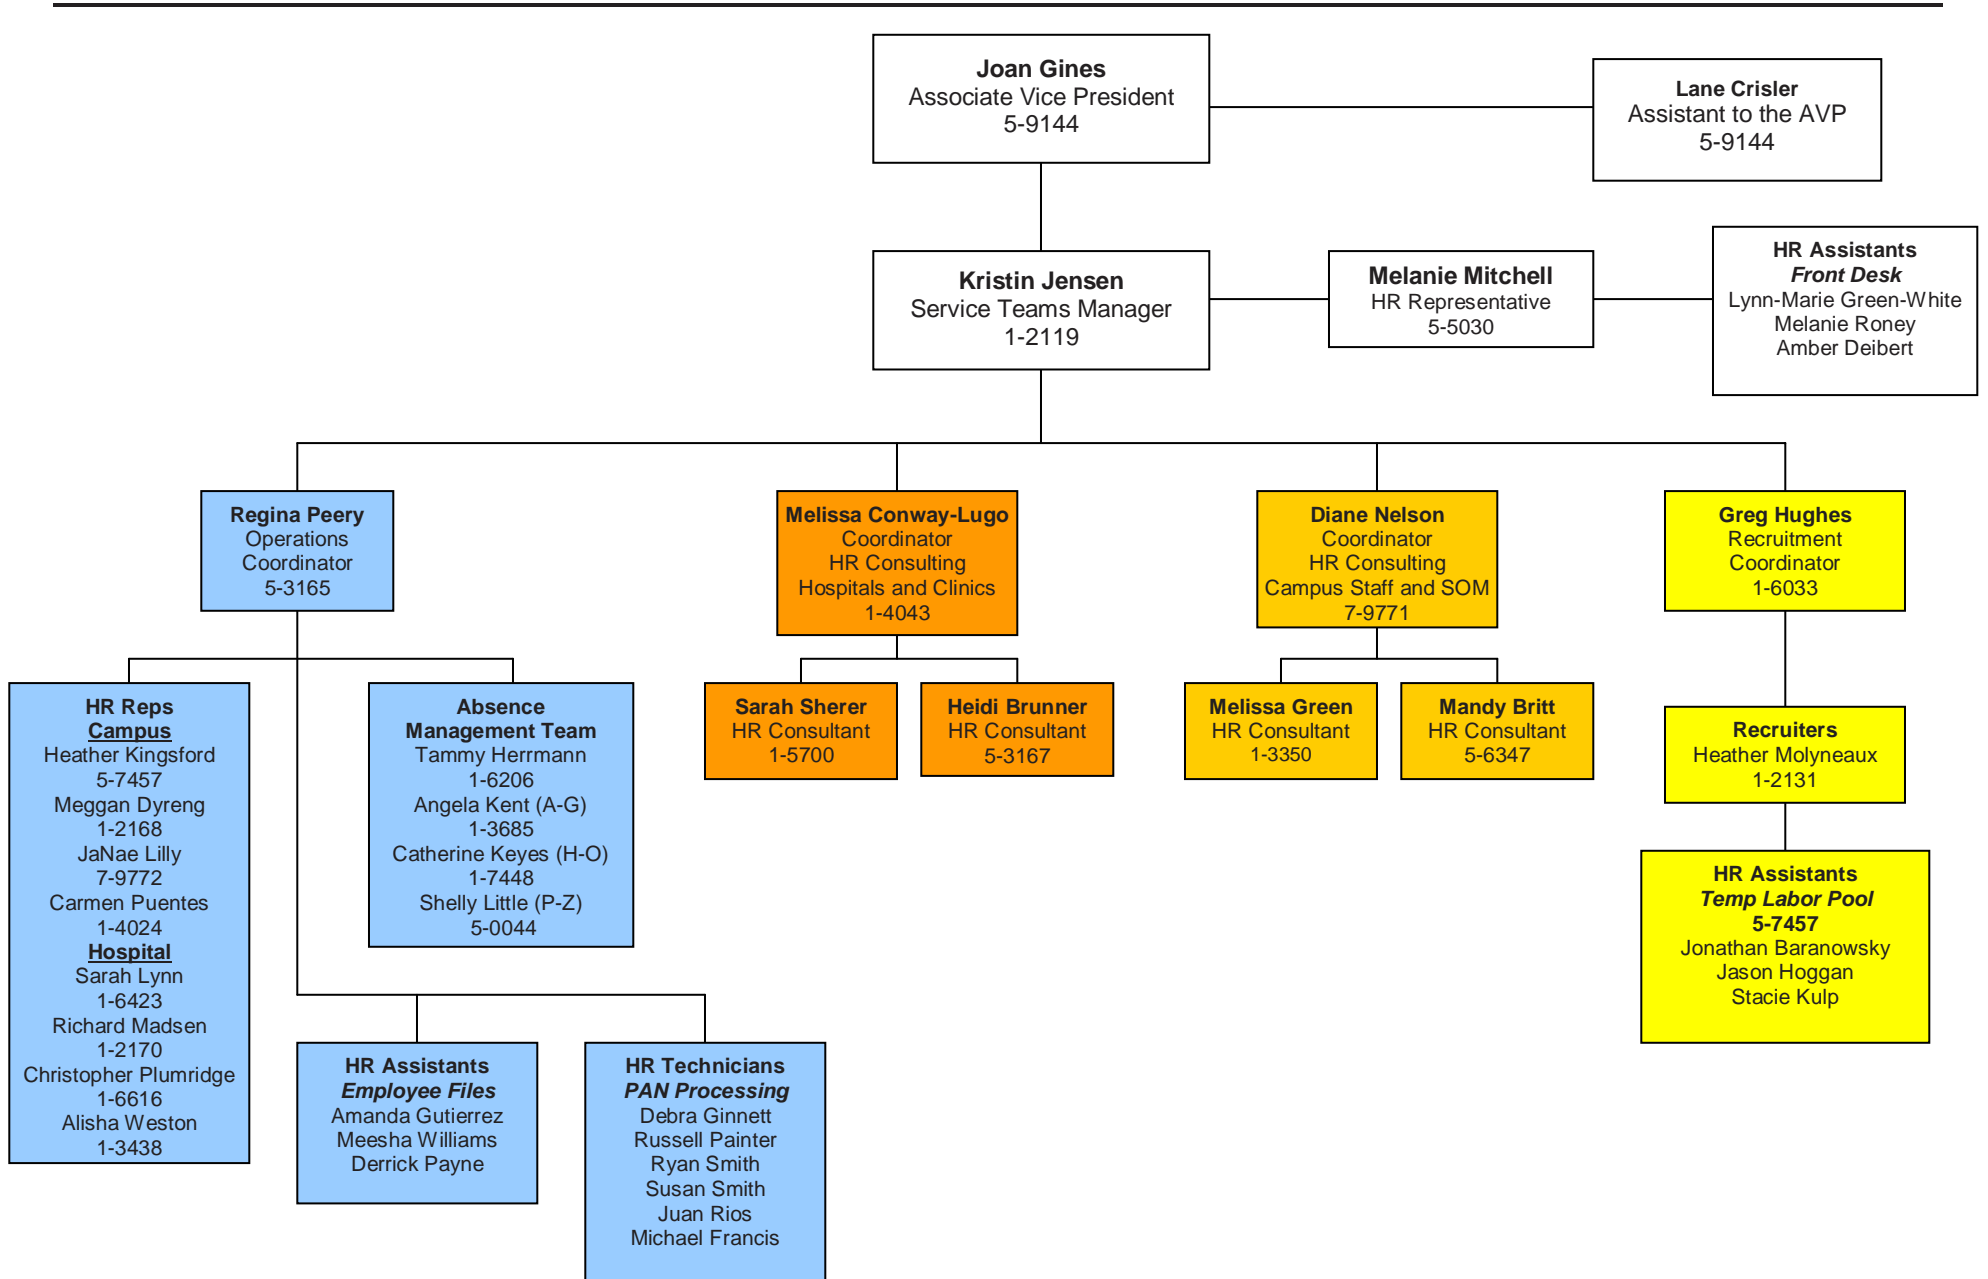 Joan Gines
Associate Vice President
5-9144
Lane Crisler
Assistant to the AVP
5-9144
Kristin Jensen
Service Teams Manager
1-2119
Melanie Mitchell
HR Representative
5-5030
HR Assistants
Front Desk
Lynn-Marie Green-White
Melanie Roney
Amber Deibert
Regina Peery
Operations
Coordinator
5-3165
Melissa Conway-Lugo
Coordinator
HR Consulting
Hospitals and Clinics
1-4043
Diane Nelson
Coordinator
HR Consulting
Campus Staff and SOM
7-9771
Greg Hughes
Recruitment
Coordinator
1-6033
HR Reps
Campus
Heather Kingsford
5-7457
Meggan Dyreng
1-2168
JaNae Lilly
7-9772
Carmen Puentes
1-4024
Hospital
Sarah Lynn
1-6423
Richard Madsen
1-2170
Christopher Plumridge
1-6616
Alisha Weston
1-3438
Absence
Management Team
Tammy Herrmann
1-6206
Angela Kent (A-G)
1-3685
Catherine Keyes (H-O)
1-7448
Shelly Little (P-Z)
5-0044
Sarah Sherer
HR Consultant
1-5700
Heidi Brunner
HR Consultant
5-3167
Melissa Green
HR Consultant
1-3350
Mandy Britt
HR Consultant
5-6347
Recruiters
Heather Molyneaux
1-2131
HR Assistants
Temp Labor Pool
5-7457
Jonathan Baranowsky
Jason Hoggan
Stacie Kulp
HR Assistants
Employee Files
Amanda Gutierrez
Meesha Williams
Derrick Payne
HR Technicians
PAN Processing
Debra Ginnett
Russell Painter
Ryan Smith
Susan Smith
Juan Rios
Michael Francis